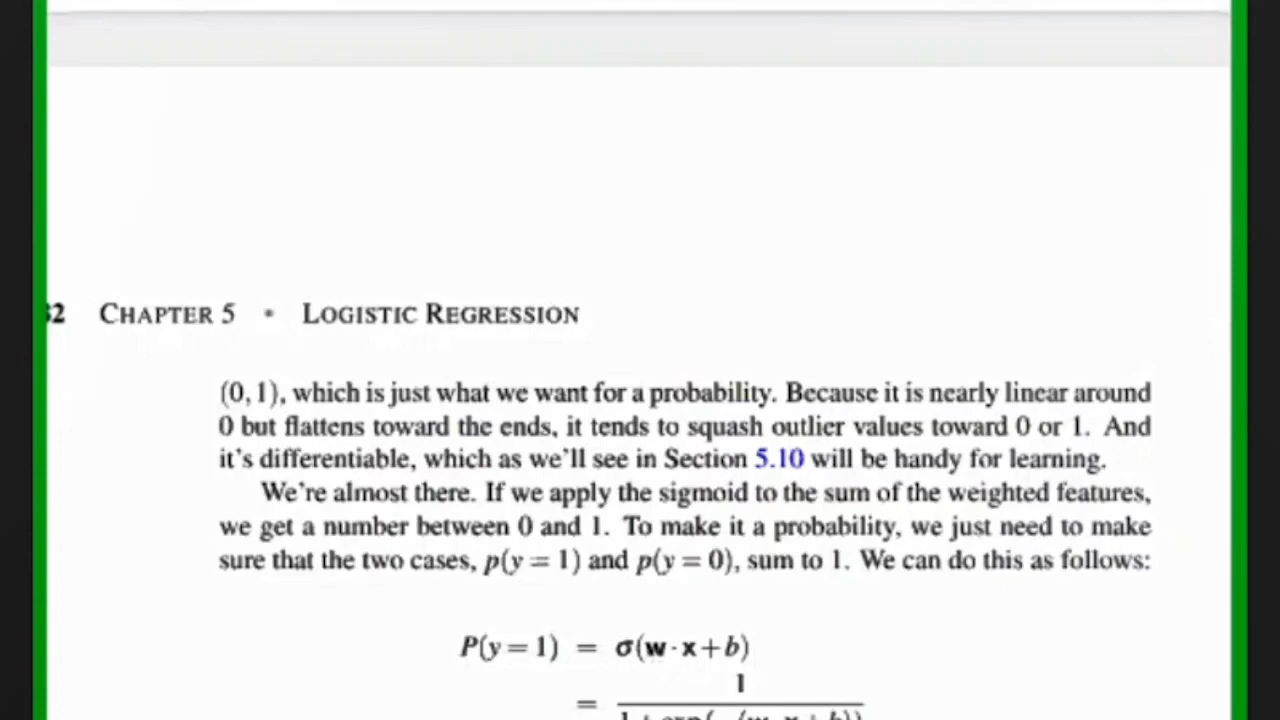 2 CHAPTER 5 • LOGISTIC REGRESSION
(0,1), which is just what we want for a probability. Because it is nearly linear around
0 but flattens toward the ends, it tends to squash outlier values toward 0 or 1. And
it's differentiable, which as we'll see in Section 5.10 will be handy for learning.
We're almost there. If we apply the sigmoid to the sum of the weighted features,
we get a number between 0 and 1. To make it a probability, we just need to make
sure that the two cases, p(y = 1) and p(y = 0), sum to 1. We can do this as follows:
P(y = 1) = σ(w · x + b)
1
=